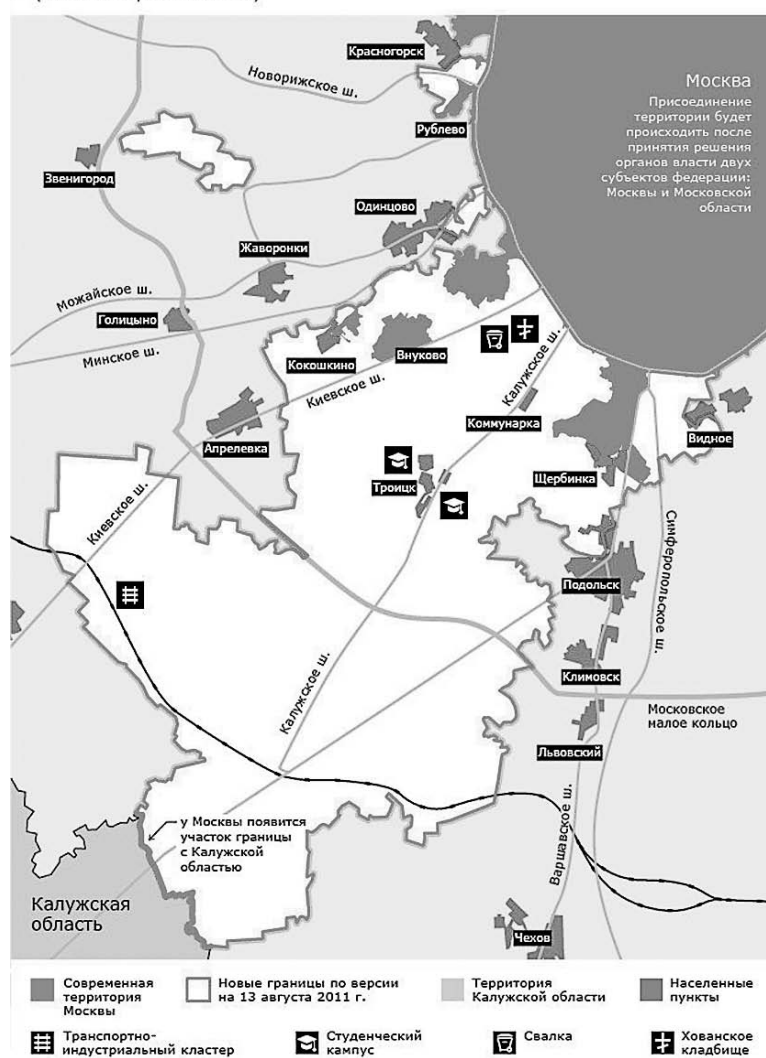 Красногорск
Новорижское ш.
Рублево
Москва
Присоединение
территории будет
происходить после
принятия решения
органов власти двух
субъектов федерации:
Москвы и Московской
области
Звенигород
Одинцово
Жаворонки
Можайское ш.
Голицыно
Минское ш.
Кокошкино
Внуково
Киевское ш.
Калужское ш.
Коммунарка
Видное
Апрелевка
Троицк
Щербинка
Киевское ш.
Симферопольское ш.
Подольск
Калужское ш.
Климовск
Московское
малое кольцо
Львовский
Варшавское ш.
у Москвы появится
участок границы
с Калужской
областью
Калужская
область
Чехов
Современная
территория
Москвы
Новые границы по версии
на 13 августа 2011 г.
Территория
Калужской области
Населенные
пункты
Транспортно-
индустриальный кластер
Студенческий
кампус
Свалка
Хованское
кладбище